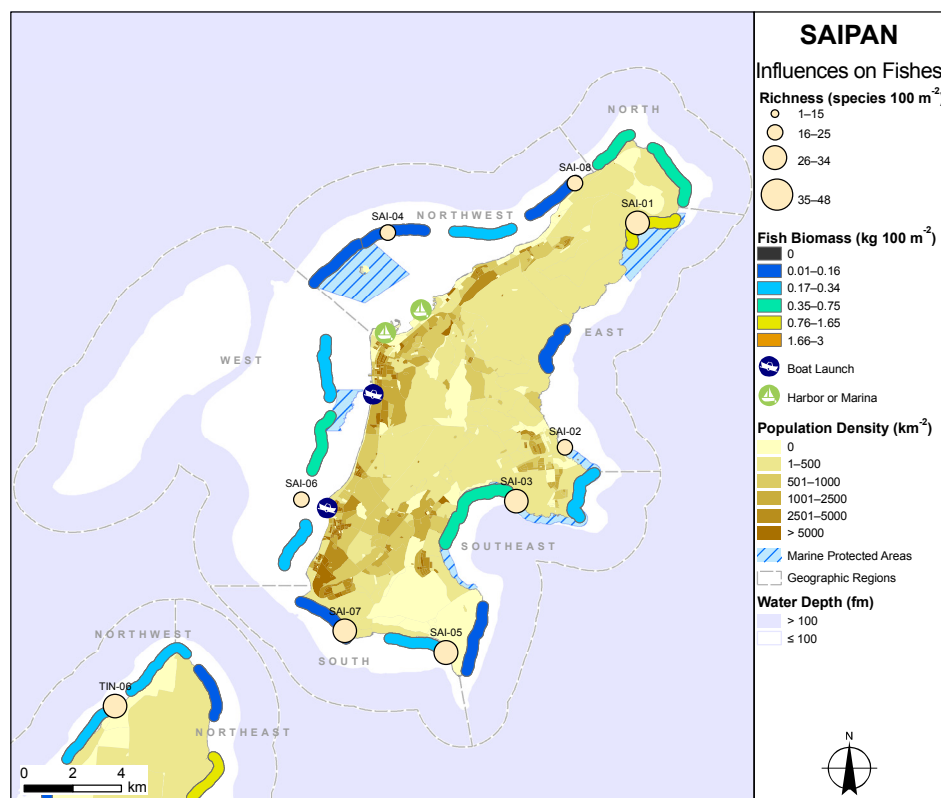 SAIPAN
Influences on Fishes
Richness (species 100 m-2)
1–15
16–25
26–34
35–48
Fish Biomass (kg 100 m-2)
0
0.01–0.16
0.17–0.34
0.35–0.75
0.76–1.65
1.66–3
Boat Launch
Harbor or Marina
Population Density (km-2)
0
1–500
501–1000
1001–2500
2501–5000
> 5000
Marine Protected Areas
Geographic Regions
Water Depth (fm)
> 100
≤ 100
N
NORTH
SAI-08
SAI-01
SAI-04
NORTHWEST
EAST
WEST
SAI-02
SAI-03
SAI-06
SOUTHEAST
SAI-07
SAI-05
SOUTH
NORTHWEST
TIN-06
NORTHEAST
0 2 4
km